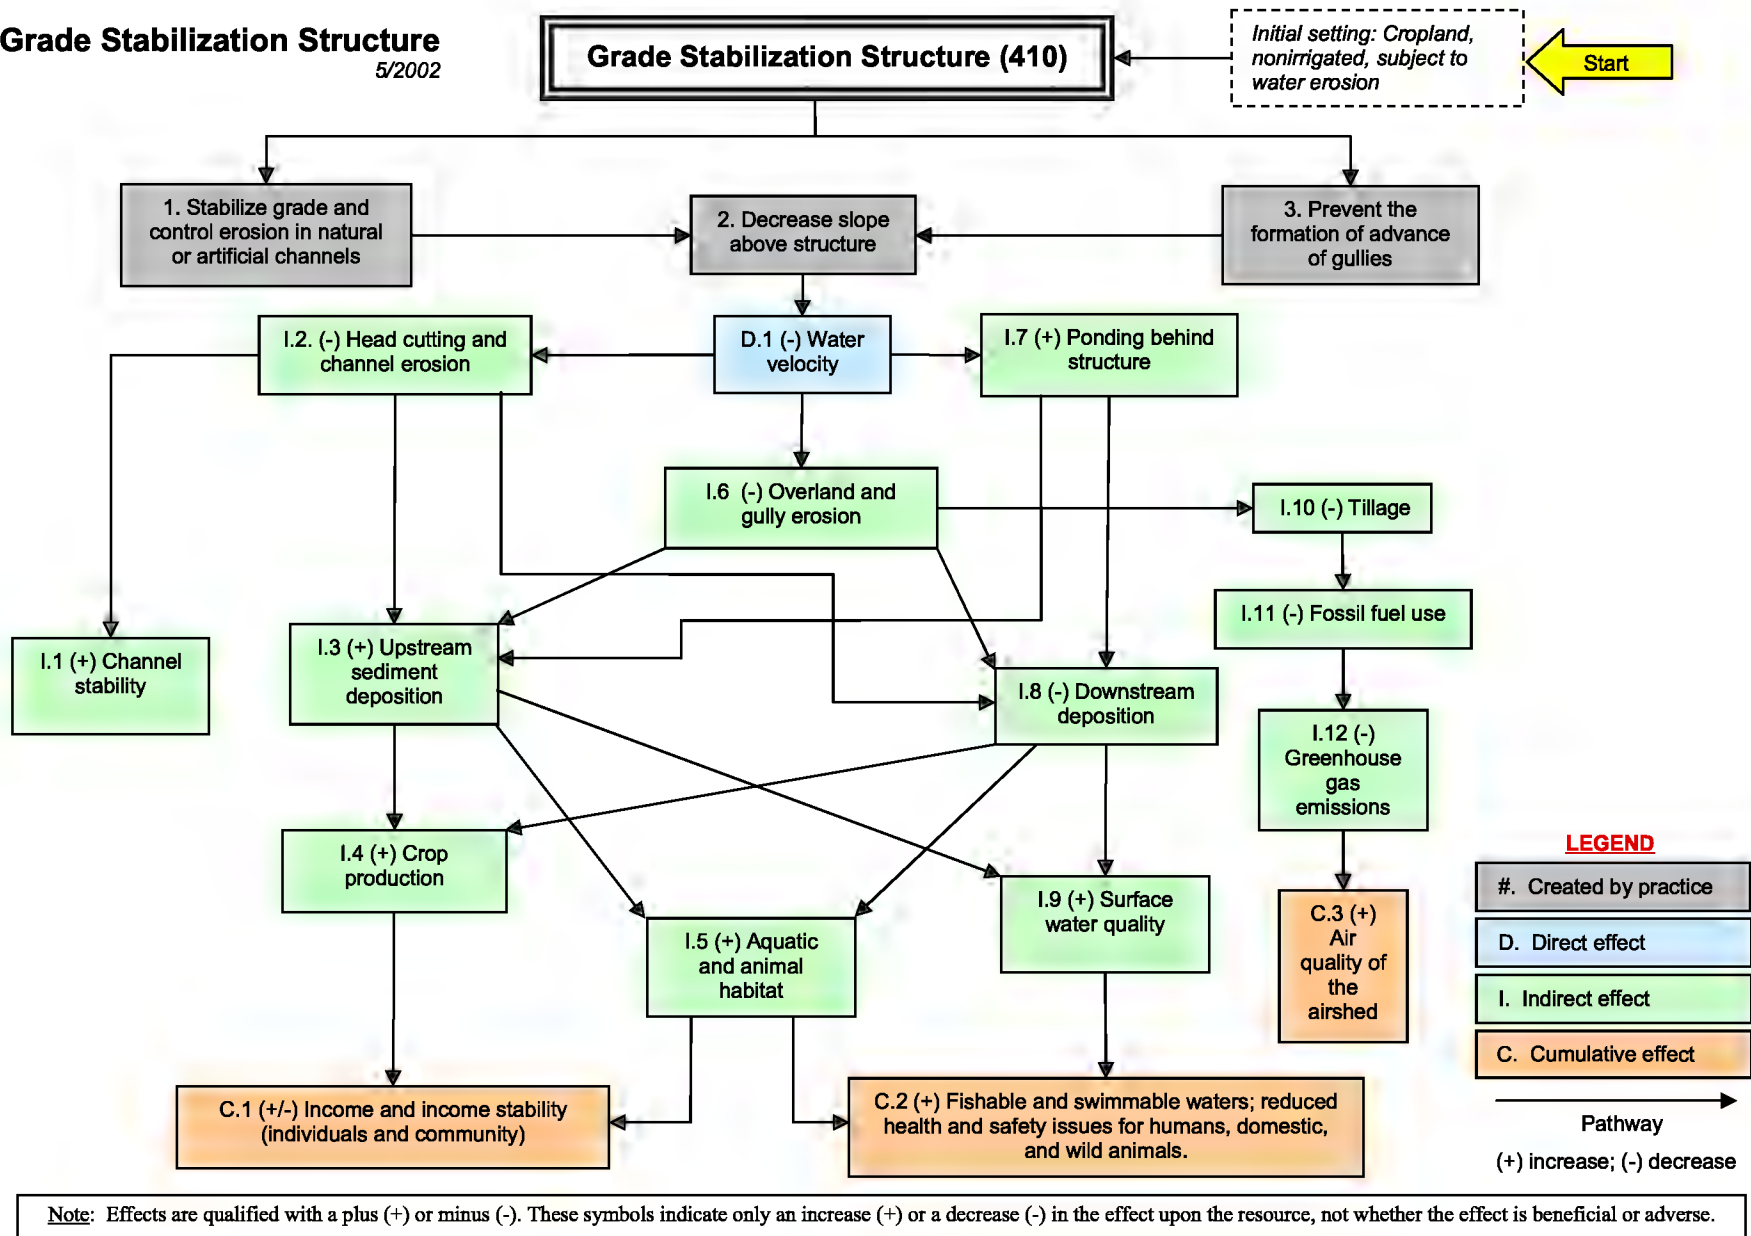 Grade Stabilization Structure
5/2002
Grade Stabilization Structure (410)
Initial setting: Cropland,
nonirrigated, subject to
water erosion
Start
1. Stabilize grade and
control erosion in natural
or artificial channels
2. Decrease slope
above structure
3. Prevent the
formation of advance
of gullies
I.2. (-) Head cutting and
channel erosion
D.1 (-) Water
velocity
I.7 (+) Ponding behind
structure
I.6 (-) Overland and
gully erosion
I.10 (-) Tillage
I.11 (-) Fossil fuel use
I.1 (+) Channel
stability
I.3 (+) Upstream
sediment
deposition
I.8 (-) Downstream
deposition
I.12 (-)
Greenhouse
gas
emissions
I.4 (+) Crop
production
I.5 (+) Aquatic
and animal
habitat
I.9 (+) Surface
water quality
C.3 (+)
Air
quality of
the
airshed
C.1 (+/-) Income and income stability
(individuals and community)
C.2 (+) Fishable and swimmable waters; reduced
health and safety issues for humans, domestic,
and wild animals.
LEGEND
#. Created by practice
D. Direct effect
I. Indirect effect
C. Cumulative effect
Pathway
(+) increase; (-) decrease
Note: Effects are qualified with a plus (+) or minus (-). These symbols indicate only an increase (+) or a decrease (-) in the effect upon the resource, not whether the effect is beneficial or adverse.